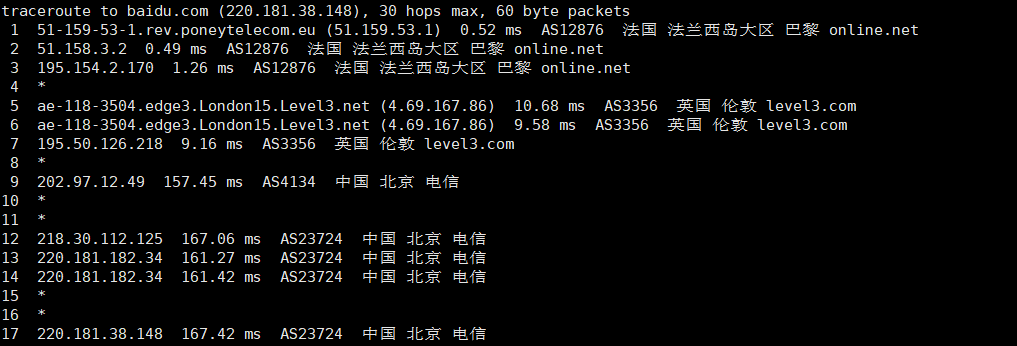 traceroute to baidu.com (220.181.38.148), 30 hops max, 60 byte packets
1 51-159-53-1.rev.poneytelecom.eu (51.159.53.1) 0.52 ms AS12876 法国 法兰西岛大区 巴黎 online.net
2 51.158.3.2 0.49 ms AS12876 法国 法兰西岛大区 巴黎 online.net
3 195.154.2.170 1.26 ms AS12876 法国 法兰西岛大区 巴黎 online.net
4 *
5 ae-118-3504.edge3.London15.Level3.net (4.69.167.86) 10.68 ms AS3356 英国 伦敦 level3.com
6 ae-118-3504.edge3.London15.Level3.net (4.69.167.86) 9.58 ms AS3356 英国 伦敦 level3.com
7 195.50.126.218 9.16 ms AS3356 英国 伦敦 level3.com
8 *
9 202.97.12.49 157.45 ms AS4134 中国 北京 电信
10 *
11 *
12 218.30.112.125 167.06 ms AS23724 中国 北京 电信
13 220.181.182.34 161.27 ms AS23724 中国 北京 电信
14 220.181.182.34 161.42 ms AS23724 中国 北京 电信
15 *
16 *
17 220.181.38.148 167.42 ms AS23724 中国 北京 电信